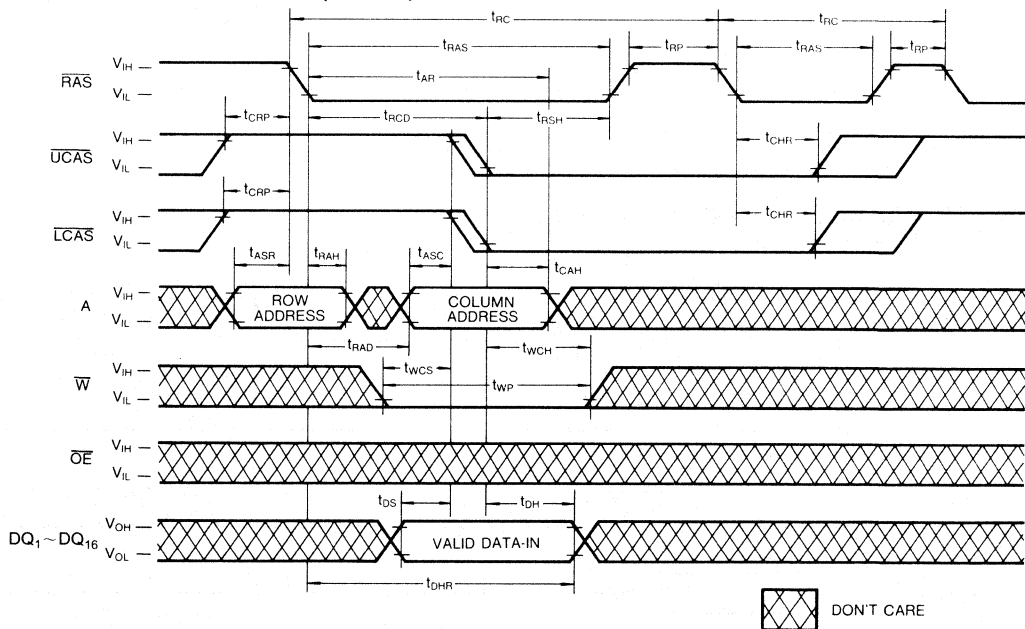 tRC tRC
tRAS tRP tRAS tRP
RAS VIH VIL
tAR
tCRP tRCD tRSH
UCAS VIH VIL
tCHR
tCRP
LCAS VIH VIL
tCHR
tASR tRAH tASC tCAH
A VIH VIL
ROW ADDRESS
COLUMN ADDRESS
tRAD tWCH
tWCS
W VIH VIL
tWP
OE VIH VIL
tDS tDH
DQ1~DQ16 VOH VOL
VALID DATA-IN
tDHR
DON'T CARE